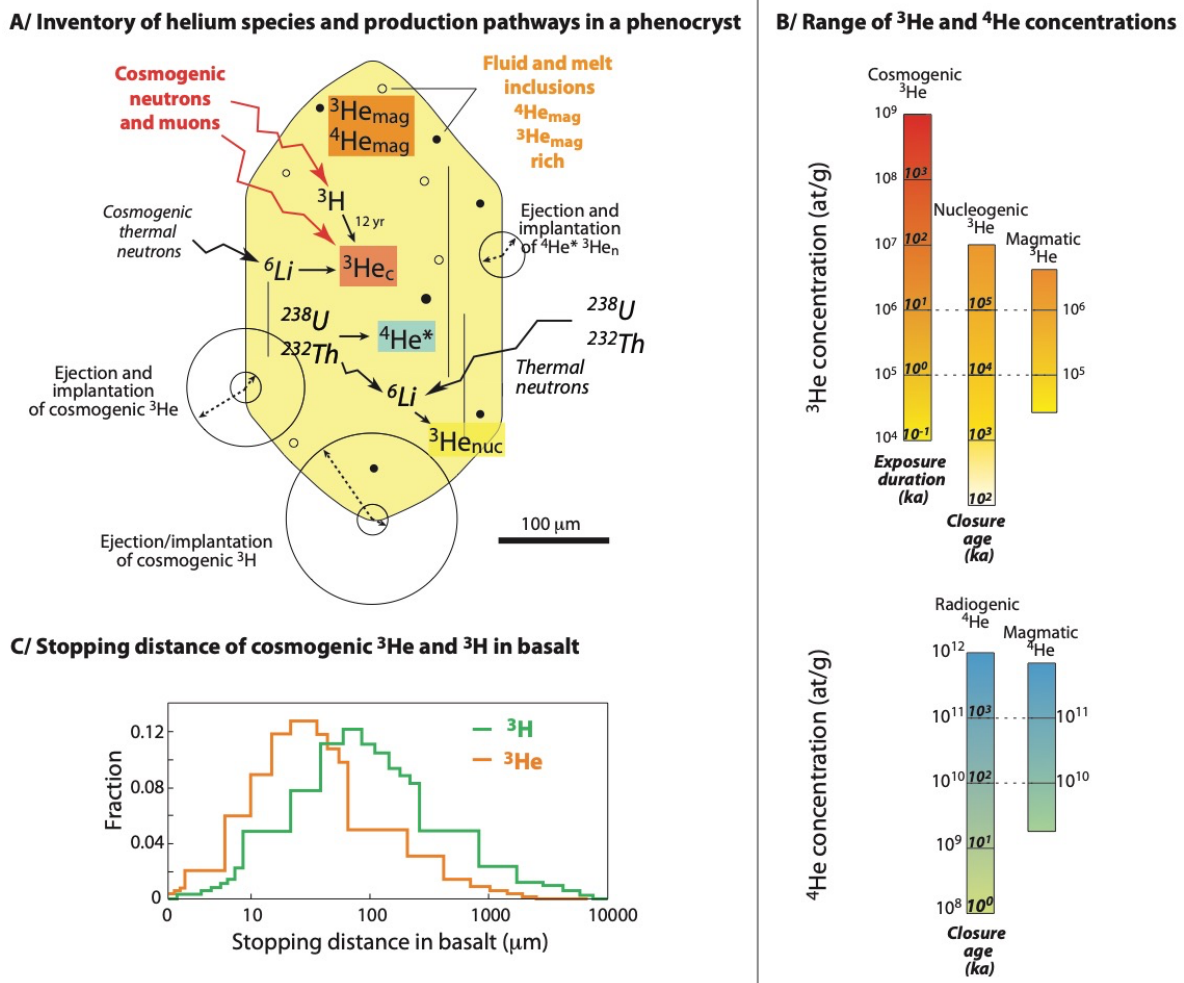 A/ Inventory of helium species and production pathways in a phenocryst
Cosmogenic
neutrons
and muons
Fluid and melt
inclusions
⁴Heₘₐg
³Heₘₐg
rich
³Heₘₐg
⁴Heₘₐg
³H
12 yr
Cosmogenic
thermal
neutrons
Ejection and
implantation
of ⁴He* ³Heₙ
⁶Li
³He꜀
²³⁸U
²³²Th
⁴He*
²³⁸U
²³²Th
Thermal
neutrons
⁶Li
³Heₙᵤ꜀
Ejection and
implantation
of cosmogenic ³He
Ejection/implantation
of cosmogenic ³H
100 µm
B/ Range of ³He and ⁴He concentrations
³He concentration (at/g)
Cosmogenic
³He
10⁹
10⁸
10⁷
10⁶
10⁵
10⁴
10³
10²
10¹
10⁰
10⁻¹
Exposure
duration
(ka)
Nucleogenic
³He
10⁵
10⁴
10³
10²
Closure
age
(ka)
Magmatic
³He
10⁶
10⁵
⁴He concentration (at/g)
Radiogenic
⁴He
10¹²
10¹¹
10¹⁰
10⁹
10⁸
10³
10²
10¹
10⁰
Closure
age
(ka)
Magmatic
⁴He
10¹¹
10¹⁰
C/ Stopping distance of cosmogenic ³He and ³H in basalt
Fraction
0.12
0.08
0.04
0
³H
³He
0 10 100 1000 10000
Stopping distance in basalt (µm)